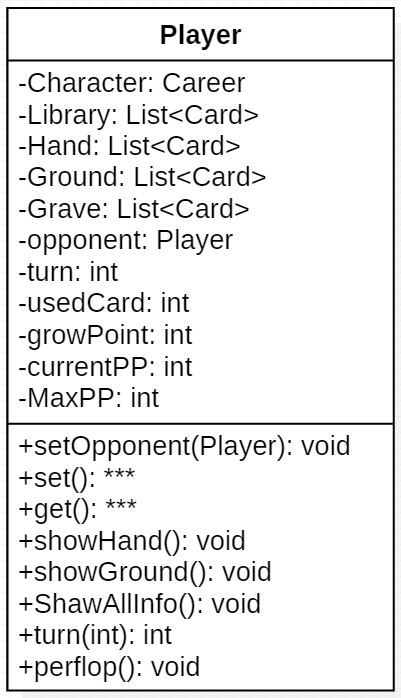 Player
-Character: Career
-Library: List<Card>
-Hand: List<Card>
-Ground: List<Card>
-Grave: List<Card>
-opponent: Player
-turn: int
-usedCard: int
-growPoint: int
-currentPP: int
-MaxPP: int
+setOpponent(Player): void
+set(): ***
+get(): ***
+showHand(): void
+showGround(): void
+ShawAllInfo(): void
+turn(int): int
+perflop(): void